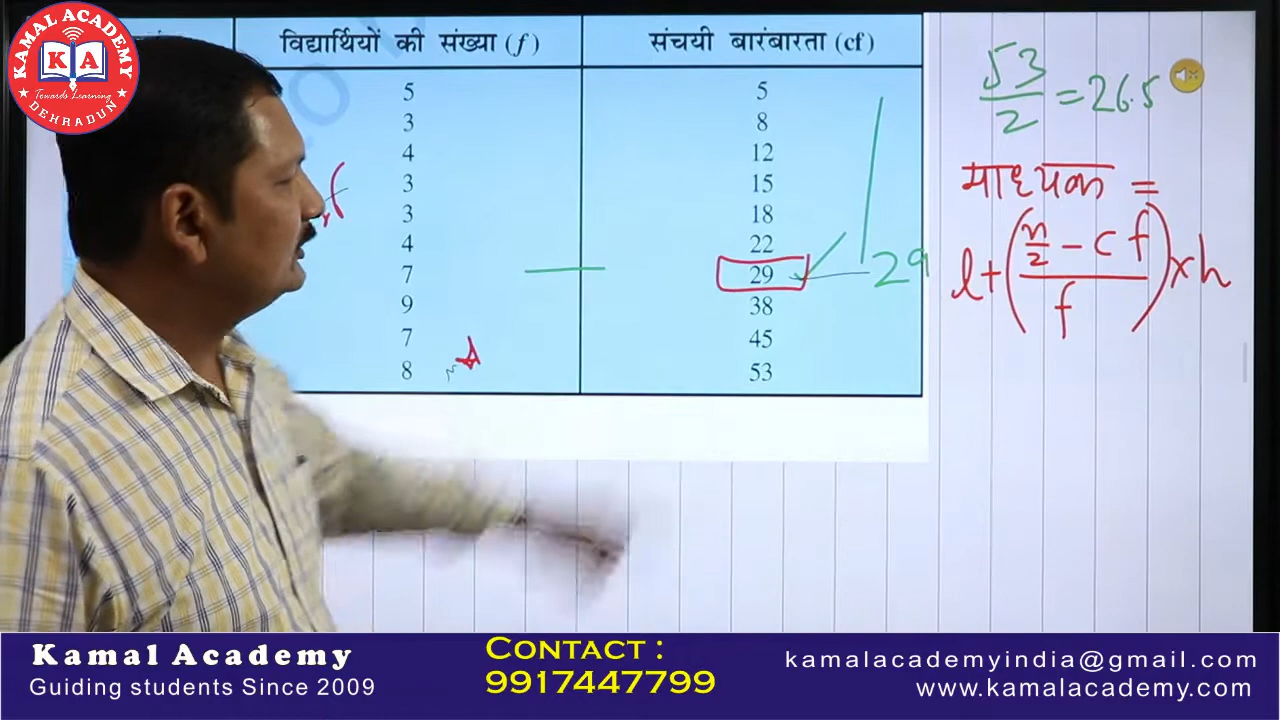 KAMAL ACADEMY
K A
Towards Learning
DEHRADUN
विद्यार्थियों की संख्या (f) संचयी बारंबारता (cf)
5 5
3 8
4 12
3 15
3 18
4 22
7 29
9 38
7 45
8 53
29
53/2 = 26.5
माध्यक =
l + ( (n/2 - cf) / f ) × h
Kamal Academy
Guiding students Since 2009
CONTACT :
9917447799
kamalacademyindia@gmail.com
www.kamalacademy.com